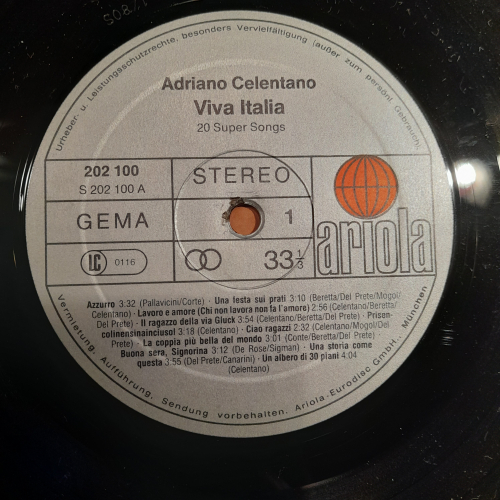 Urheber- u. Leistungsschutzrechte, besonders Vervielfältigung (außer zum persönl. Gebrauch),
Adriano Celentano
Viva Italia
20 Super Songs
202 100
S 202 100 A
STEREO
GEMA
1
LC 0116
33 1/3
ariola
Azzurro 3:32 (Pallavicini/Corte) · Una festa sui prati 3:10 (Beretta/Del Prete/Mogol/
Celentano) · Lavoro e amore (Chi non lavora non fa l'amore) 2:56 (Celentano/Beretta/
Del Prete) · Il ragazzo della via Gluck 3:54 (Celentano/Beretta/Del Prete) · Prisen-
colinensinainciusol 3:18 (Celentano) · Ciao ragazzi 2:32 (Celentano/Mogol/Del
Prete) · La coppia più bella del mondo 3:01 (Conte/Beretta/Del Prete)
Buona sera, Signorina 3:12 (De Rose/Sigman) · Una storia come
questa 3:55 (Del Prete/Canarini) · Un albero di 30 piani 4:04
(Celentano)
Vermietung, Aufführung, Sendung vorbehalten. Ariola-Eurodisc GmbH. München